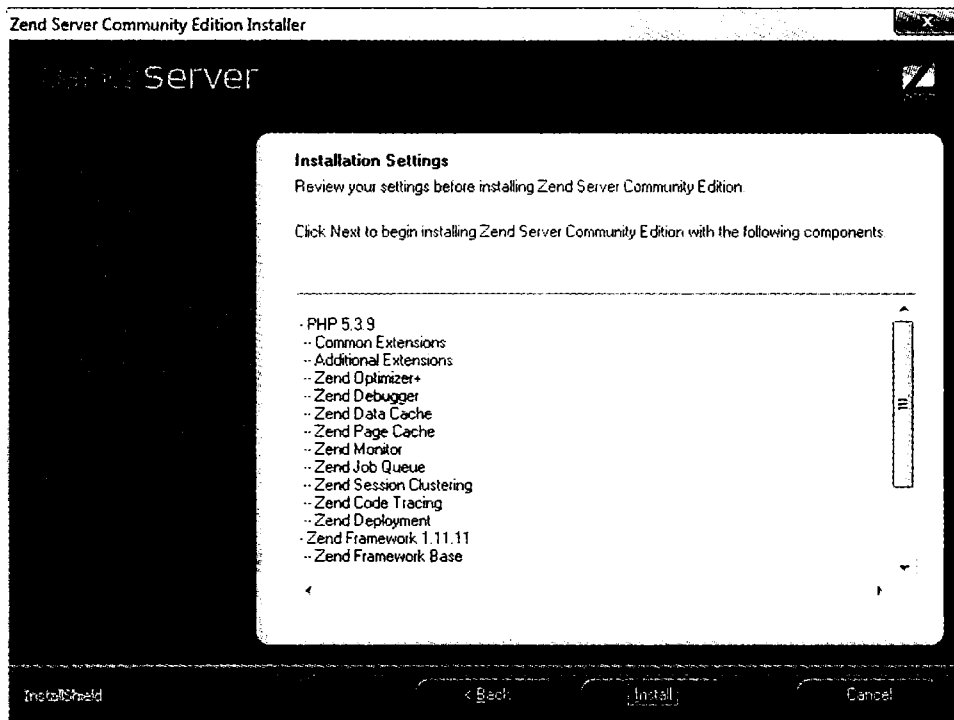 Zend Server Community Edition Installer
Server
Installation Settings
Review your settings before installing Zend Server Community Edition.
Click Next to begin installing Zend Server Community Edition with the following components.
- PHP 5.3.9
-- Common Extensions
-- Additional Extensions
-- Zend Optimizer+
-- Zend Debugger
-- Zend Data Cache
-- Zend Page Cache
-- Zend Monitor
-- Zend Job Queue
-- Zend Session Clustering
-- Zend Code Tracing
-- Zend Deployment
- Zend Framework 1.11.11
-- Zend Framework Base
InstallShield
< Back
Install
Cancel